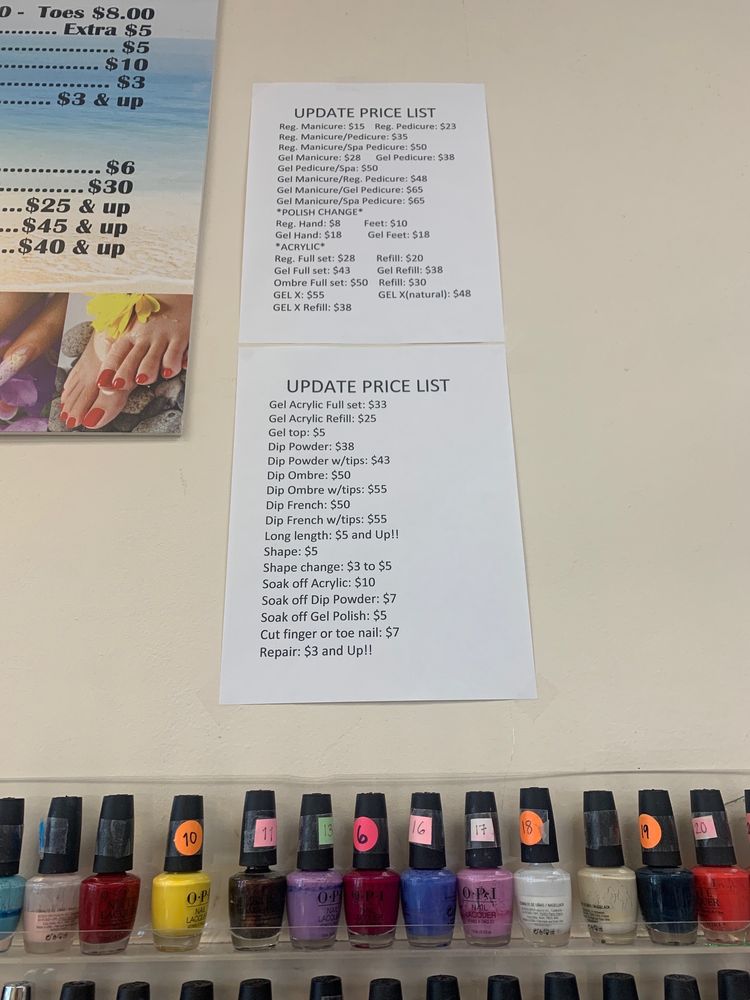 0 - Toes $8.00
........ Extra $5
.................... $5
.................. $10
.................... $3
......... $3 & up
.................. $6
............... $30
...$25 & up
...$45 & up
..$40 & up
UPDATE PRICE LIST
Reg. Manicure: $15 Reg. Pedicure: $23
Reg. Manicure/Pedicure: $35
Reg. Manicure/Spa Pedicure: $50
Gel Manicure: $28 Gel Pedicure: $38
Gel Pedicure/Spa: $50
Gel Manicure/Reg. Pedicure: $48
Gel Manicure/Gel Pedicure: $65
Gel Manicure/Spa Pedicure: $65
*POLISH CHANGE*
Reg. Hand: $8 Feet: $10
Gel Hand: $18 Gel Feet: $18
*ACRYLIC*
Reg. Full set: $28 Refill: $20
Gel Full set: $43 Gel Refill: $38
Ombre Full set: $50 Refill: $30
GEL X: $55 GEL X(natural): $48
GEL X Refill: $38
UPDATE PRICE LIST
Gel Acrylic Full set: $33
Gel Acrylic Refill: $25
Gel top: $5
Dip Powder: $38
Dip Powder w/tips: $43
Dip Ombre: $50
Dip Ombre w/tips: $55
Dip French: $50
Dip French w/tips: $55
Long length: $5 and Up!!
Shape: $5
Shape change: $3 to $5
Soak off Acrylic: $10
Soak off Dip Powder: $7
Soak off Gel Polish: $5
Cut finger or toe nail: $7
Repair: $3 and Up!!
10 11 13 6 16 17 18 19 20
O·P·I
NAIL
LACQUER
O·P·I
NAIL
LACQUER